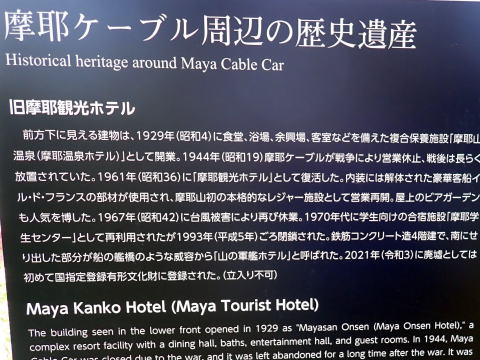 摩耶ケーブル周辺の歴史遺産
Historical heritage around Maya Cable Car
旧摩耶観光ホテル
前方下に見える建物は、1929年(昭和4)に食堂、浴場、余興場、客室などを備えた複合保養施設「摩耶山
温泉(摩耶温泉ホテル)」として開業。1944年(昭和19)摩耶ケーブルが戦争により営業休止、戦後は長らく
放置されていた。1961年(昭和36)に「摩耶観光ホテル」として復活した。内装には解体された豪華客船イ
ル・ド・フランスの部材が使用され、摩耶山初の本格的なレジャー施設として営業再開。屋上のビアガーデン
も人気を博した。1967年(昭和42)に台風被害により再び休業。1970年代に学生向けの合宿施設「摩耶学
生センター」として再利用されたが1993年(平成5)ごろ閉鎖された。鉄筋コンクリート造4階建で、南にせ
り出した部分が船の艦橋のような威容から「山の軍艦ホテル」と呼ばれた。2021年(令和3)に廃墟としては
初めて国指定登録有形文化財に登録された。(立入り不可)
Maya Kanko Hotel (Maya Tourist Hotel)
The building seen in the lower front opened in 1929 as "Mayasan Onsen (Maya Onsen Hotel)," a
complex resort facility with a dining hall, baths, entertainment hall, and guest rooms. In 1944, Maya
Cable Car was closed due to the war, and it was left abandoned for a long time after the war. It was